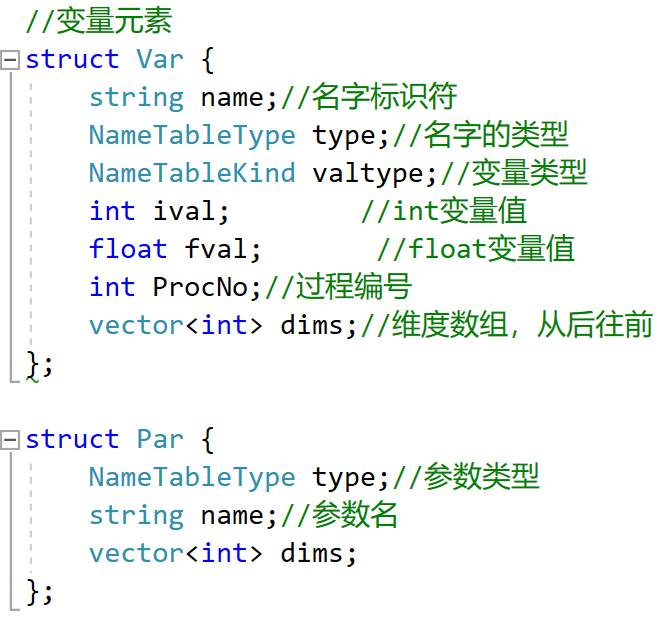 //变量元素
struct Var {
    string name;//名字标识符
    NameTableType type;//名字的类型
    NameTableKind valtype;//变量类型
    int ival;        //int变量值
    float fval;       //float变量值
    int ProcNo;//过程编号
    vector<int> dims;//维度数组，从后往前
};
struct Par {
    NameTableType type;//参数类型
    string name;//参数名
    vector<int> dims;
};